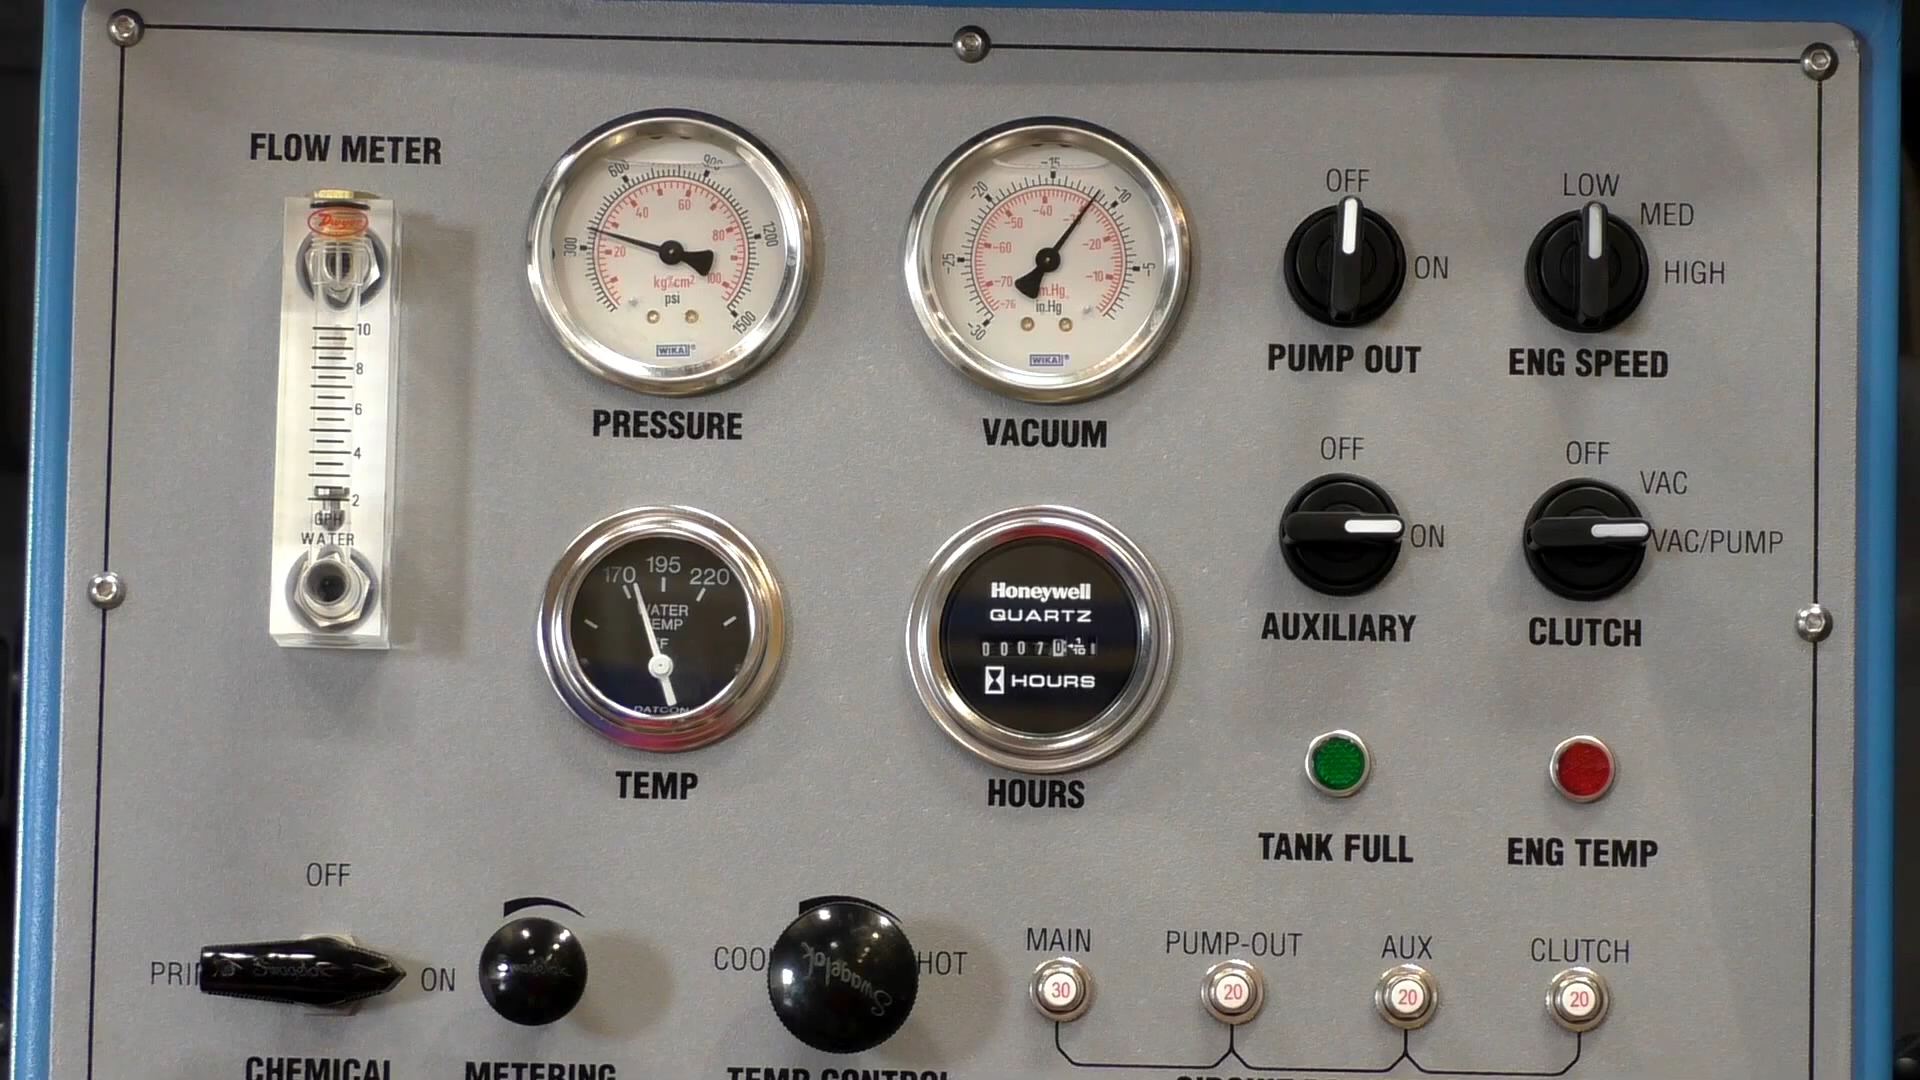 FLOW METER
Dwyer
10
8
6
4
2
GPH
WATER
300
600
900
1200
1500
20
40
60
80
100
kg/cm²
psi
WIKA®
PRESSURE
-30
-25
-20
-15
-10
-5
-76
-70
-60
-50
-40
-20
-10
in.Hg
WIKA®
VACUUM
OFF
ON
PUMP OUT
LOW
MED
HIGH
ENG SPEED
170 195 220
WATER
TEMP
°F
DATCON
TEMP
Honeywell
QUARTZ
0 0 0 7 0 1/10
HOURS
HOURS
OFF
ON
AUXILIARY
OFF
VAC
VAC/PUMP
CLUTCH
TANK FULL
ENG TEMP
OFF
ON
CHEMICAL
METERING
COOL
HOT
Swagelok
TEMP CONTROL
MAIN
30
PUMP-OUT
20
AUX
20
CLUTCH
20